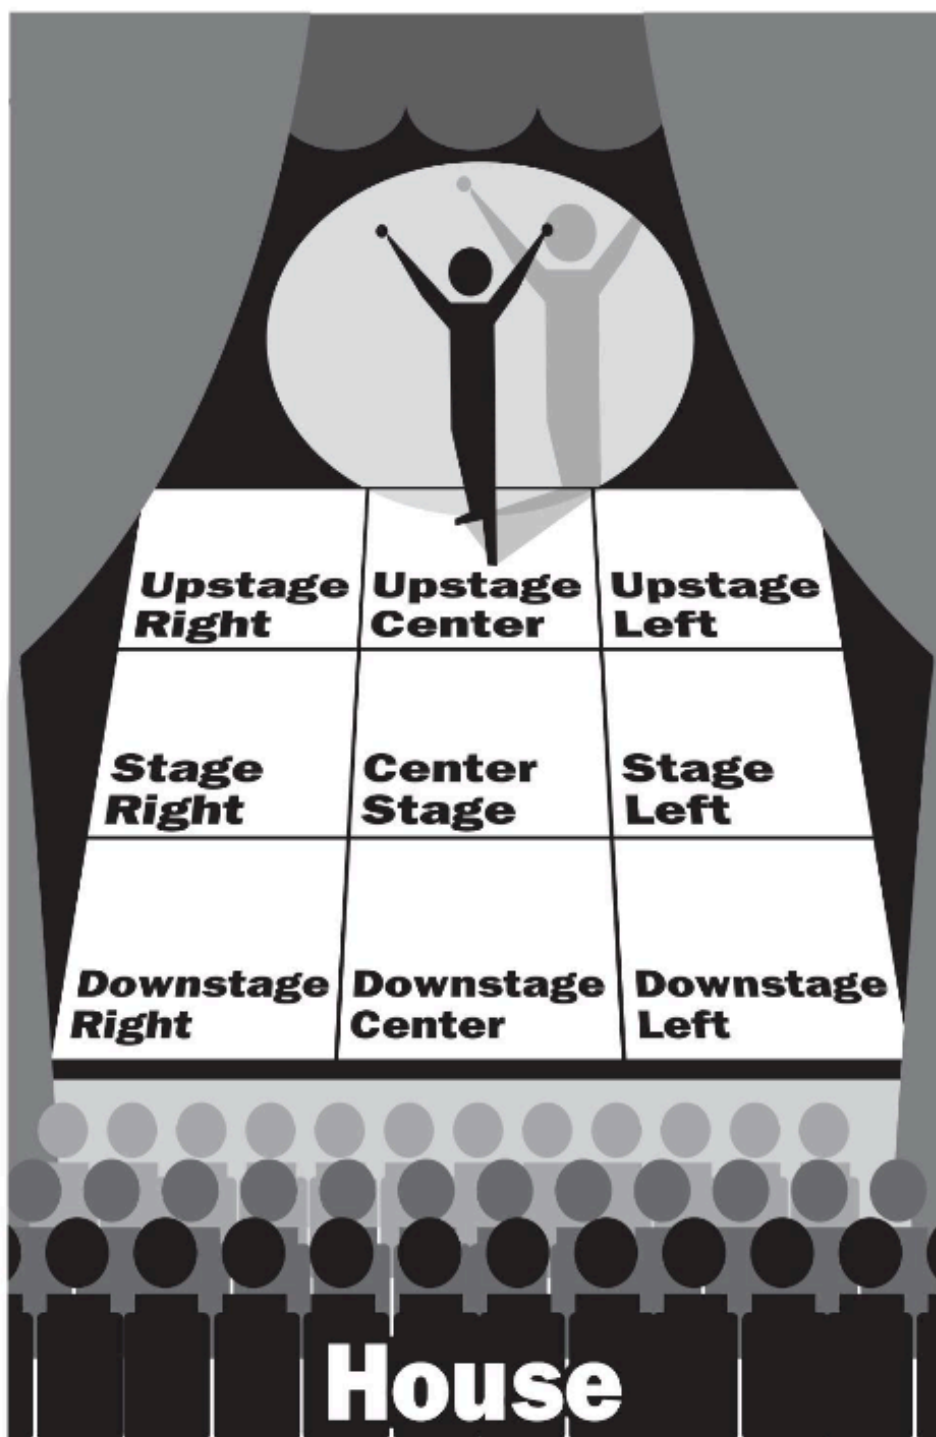 Upstage
Right
Upstage
Center
Upstage
Left
Stage
Right
Center
Stage
Stage
Left
Downstage
Right
Downstage
Center
Downstage
Left
House